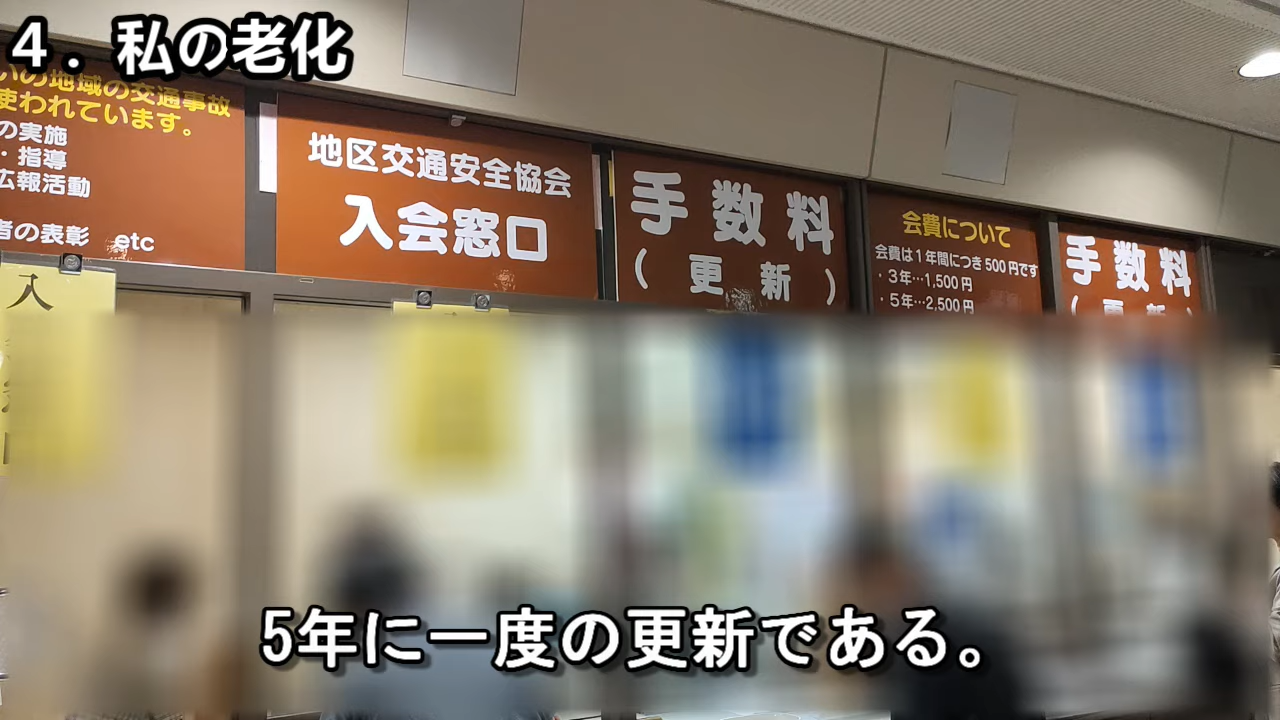 ４．私の老化
いの地域の交通事故
使われています。
の実施
・指導
広報活動
者の表彰 etc
地区交通安全協会
入会窓口
手数料
(更新)
会費について
会費は1年間につき500円です
・3年…1,500円
・5年…2,500円
手数料
(更新)
入
5年に一度の更新である。